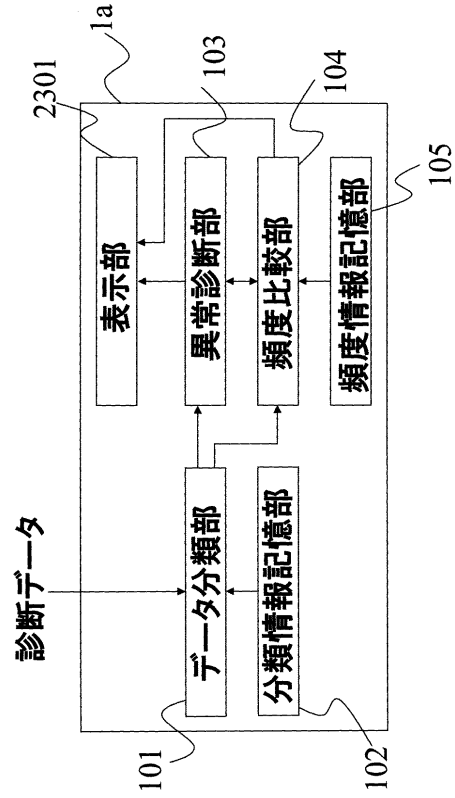 診断データ
1a
2301
表示部
103
異常診断部
101
データ分類部
104
頻度比較部
102
分類情報記憶部
105
頻度情報記憶部